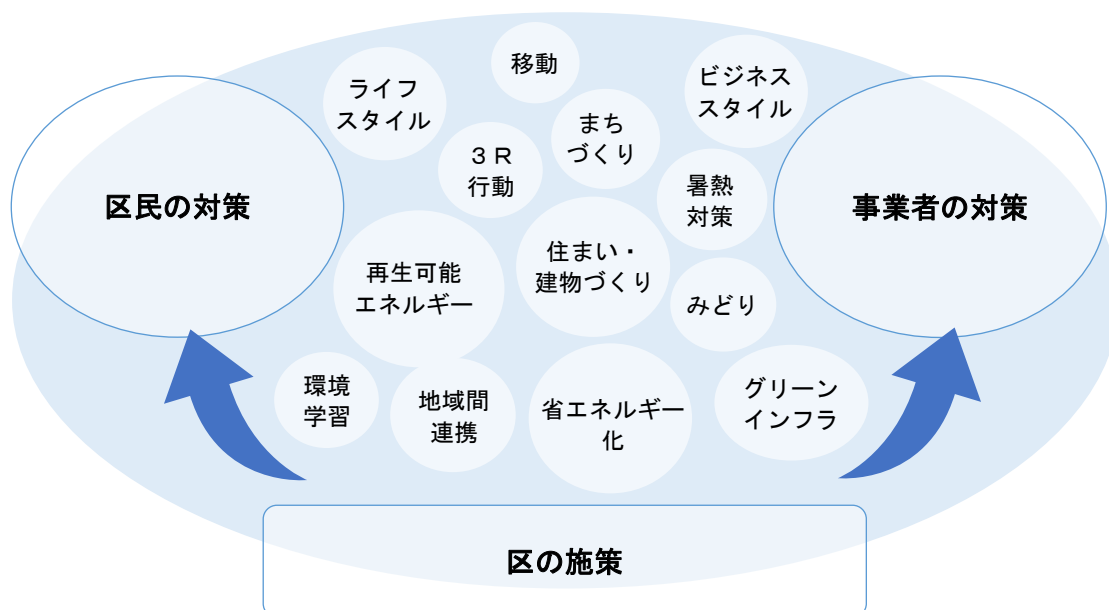 移動
ビジネス
スタイル
ライフ
スタイル
まち
づくり
３Ｒ
行動
暑熱
対策
区民の対策
事業者の対策
住まい・
建物づくり
再生可能
エネルギー
みどり
環境
学習
地域間
連携
省エネルギー
化
グリーン
インフラ
区の施策